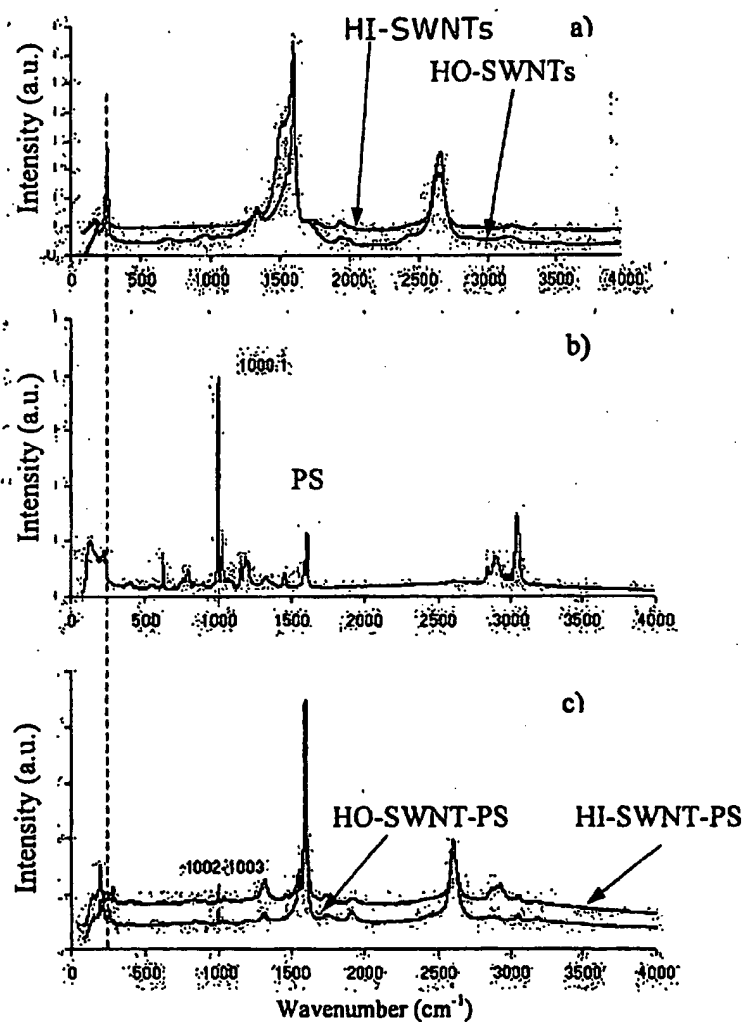 HI-SWNTs
a)
HO-SWNTs
Intensity (a.u.)
0 500 1000 1500 2000 2500 3000 3500 4000
b)
1000.1
PS
Intensity (a.u.)
0 500 1000 1500 2000 2500 3000 3500 4000
c)
HO-SWNT-PS
HI-SWNT-PS
1002-1003
Intensity (a.u.)
0 500 1000 1500 2000 2500 3000 3500 4000
Wavenumber (cm⁻¹)